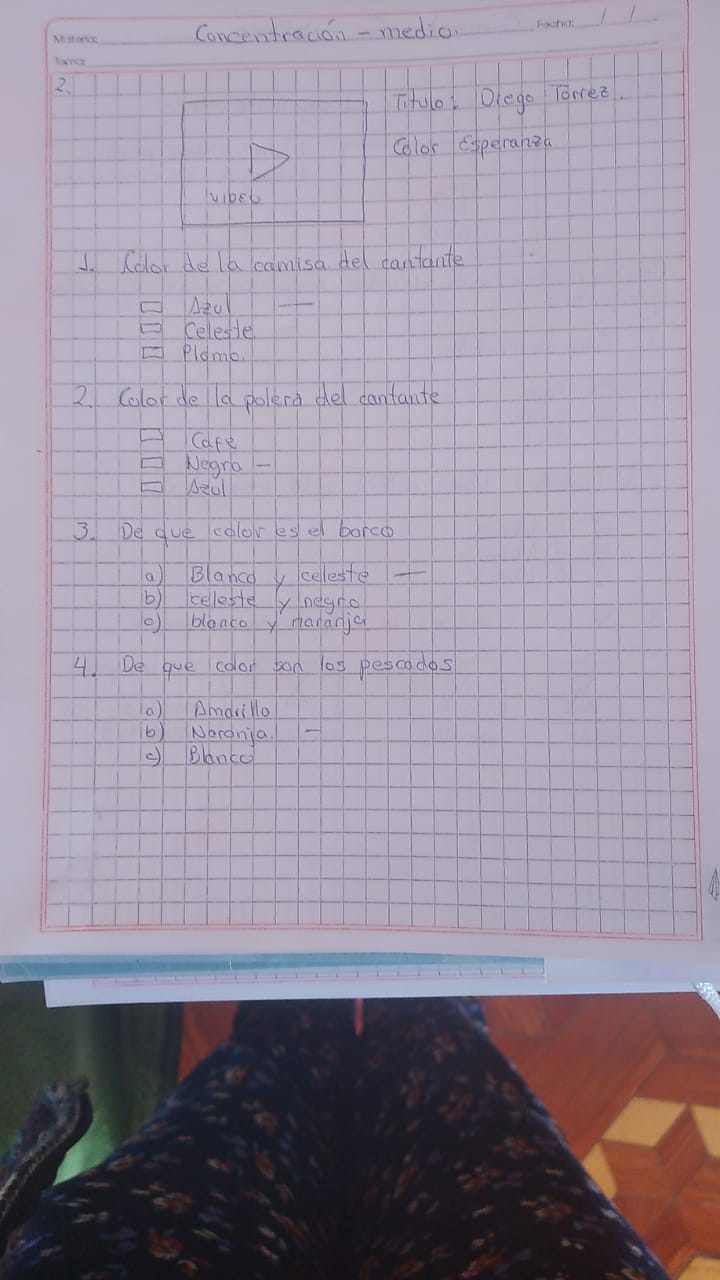 Materia: Concentración - medio. Fecha: / /
Tema:
2.
Titulo: Diego Torrez.
Color Esperanza
VIDEO
1. Color de la camisa del cantante
Azul —
Celeste
Plomo.
2. Color de la polera del cantante
Cafe
Negra —
Azul
3. De que color es el barco
a) Blanco y celeste —
b) celeste y negro
c) blanco y naranja
4. De que color son los pescados
a) Amarillo
b) Naranja. —
c) Blanco